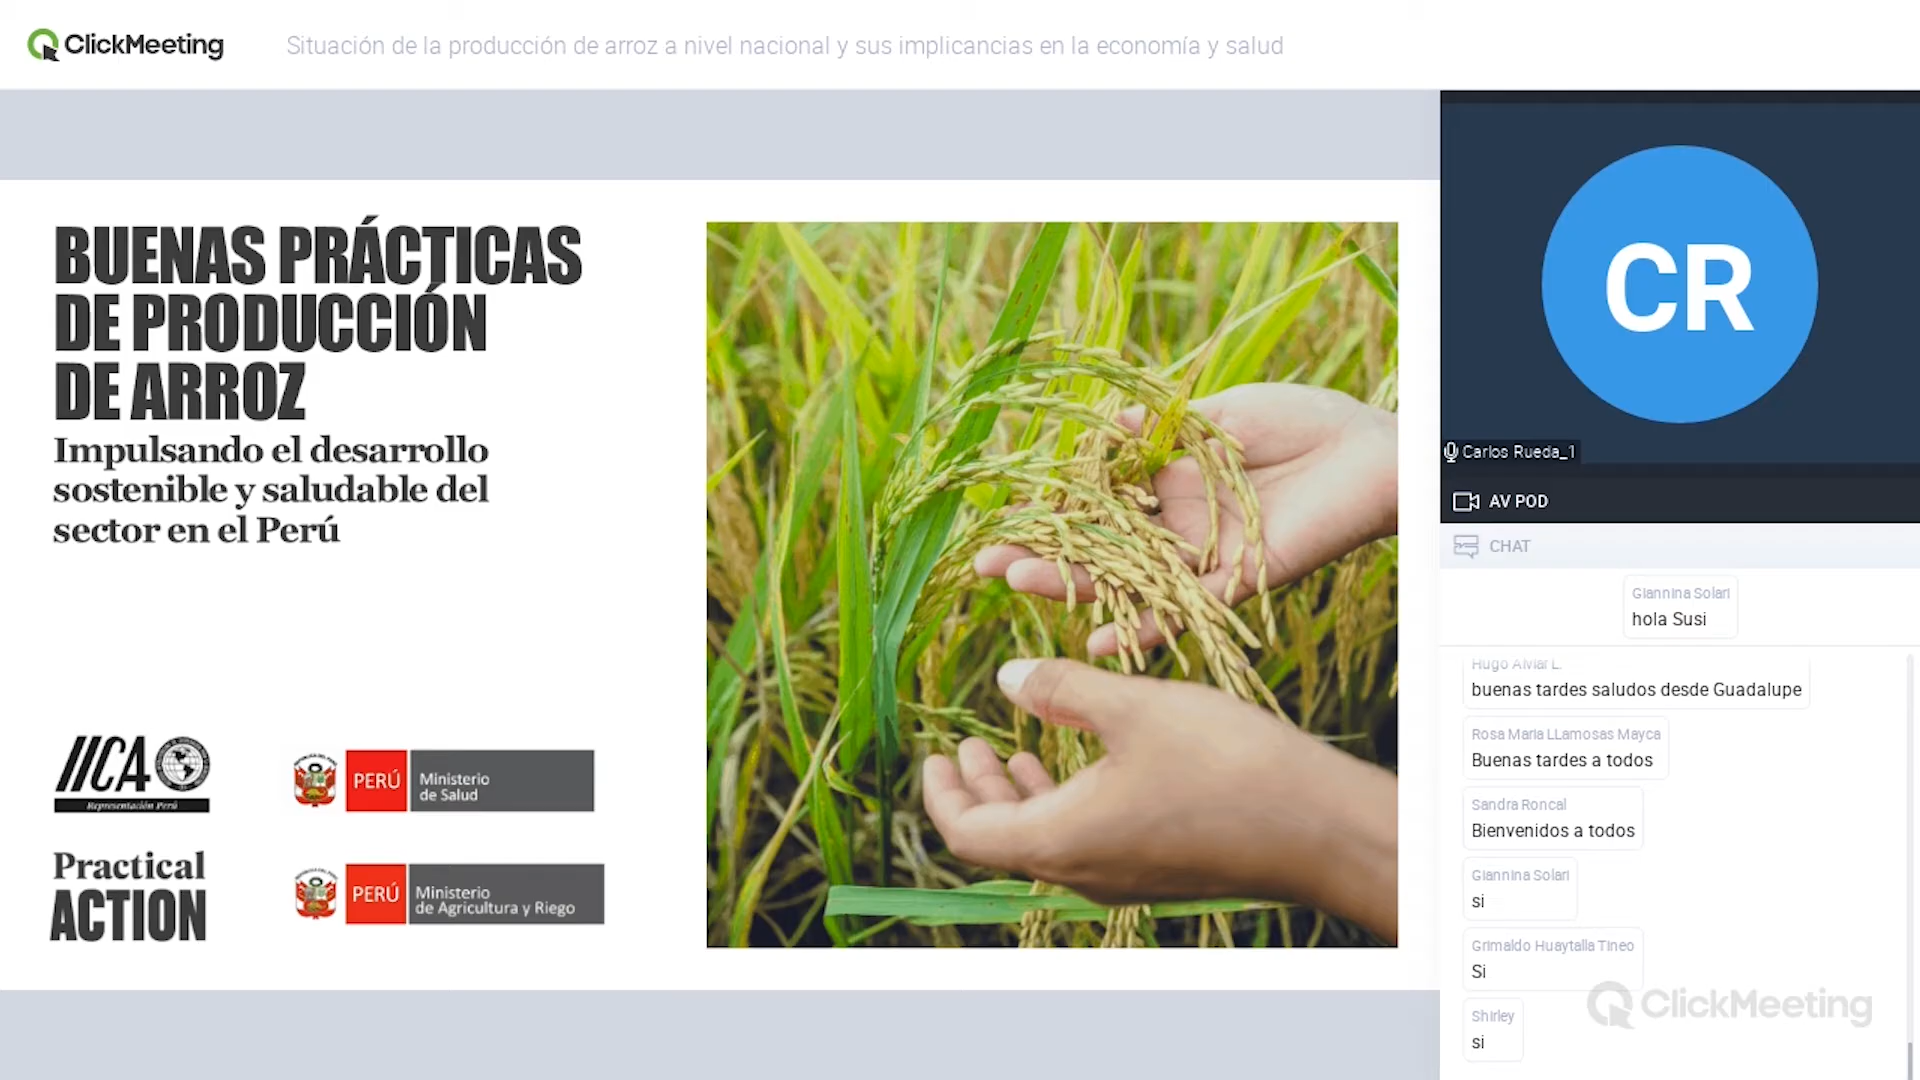 ClickMeeting
Situación de la producción de arroz a nivel nacional y sus implicancias en la economía y salud
BUENAS PRÁCTICAS
DE PRODUCCIÓN
DE ARROZ
Impulsando el desarrollo
sostenible y saludable del
sector en el Perú
IICA
Representación Perú
PERÚ
Ministerio
de Salud
Practical
ACTION
PERÚ
Ministerio
de Agricultura y Riego
CR
Carlos Rueda_1
AV POD
CHAT
Giannina Solari
hola Susi
Hugo Alviar L.
buenas tardes saludos desde Guadalupe
Rosa Maria LLamosas Mayca
Buenas tardes a todos
Sandra Roncal
Bienvenidos a todos
Giannina Solari
si
Grimaldo Huaytalla Tineo
Si
Shirley
si
ClickMeeting